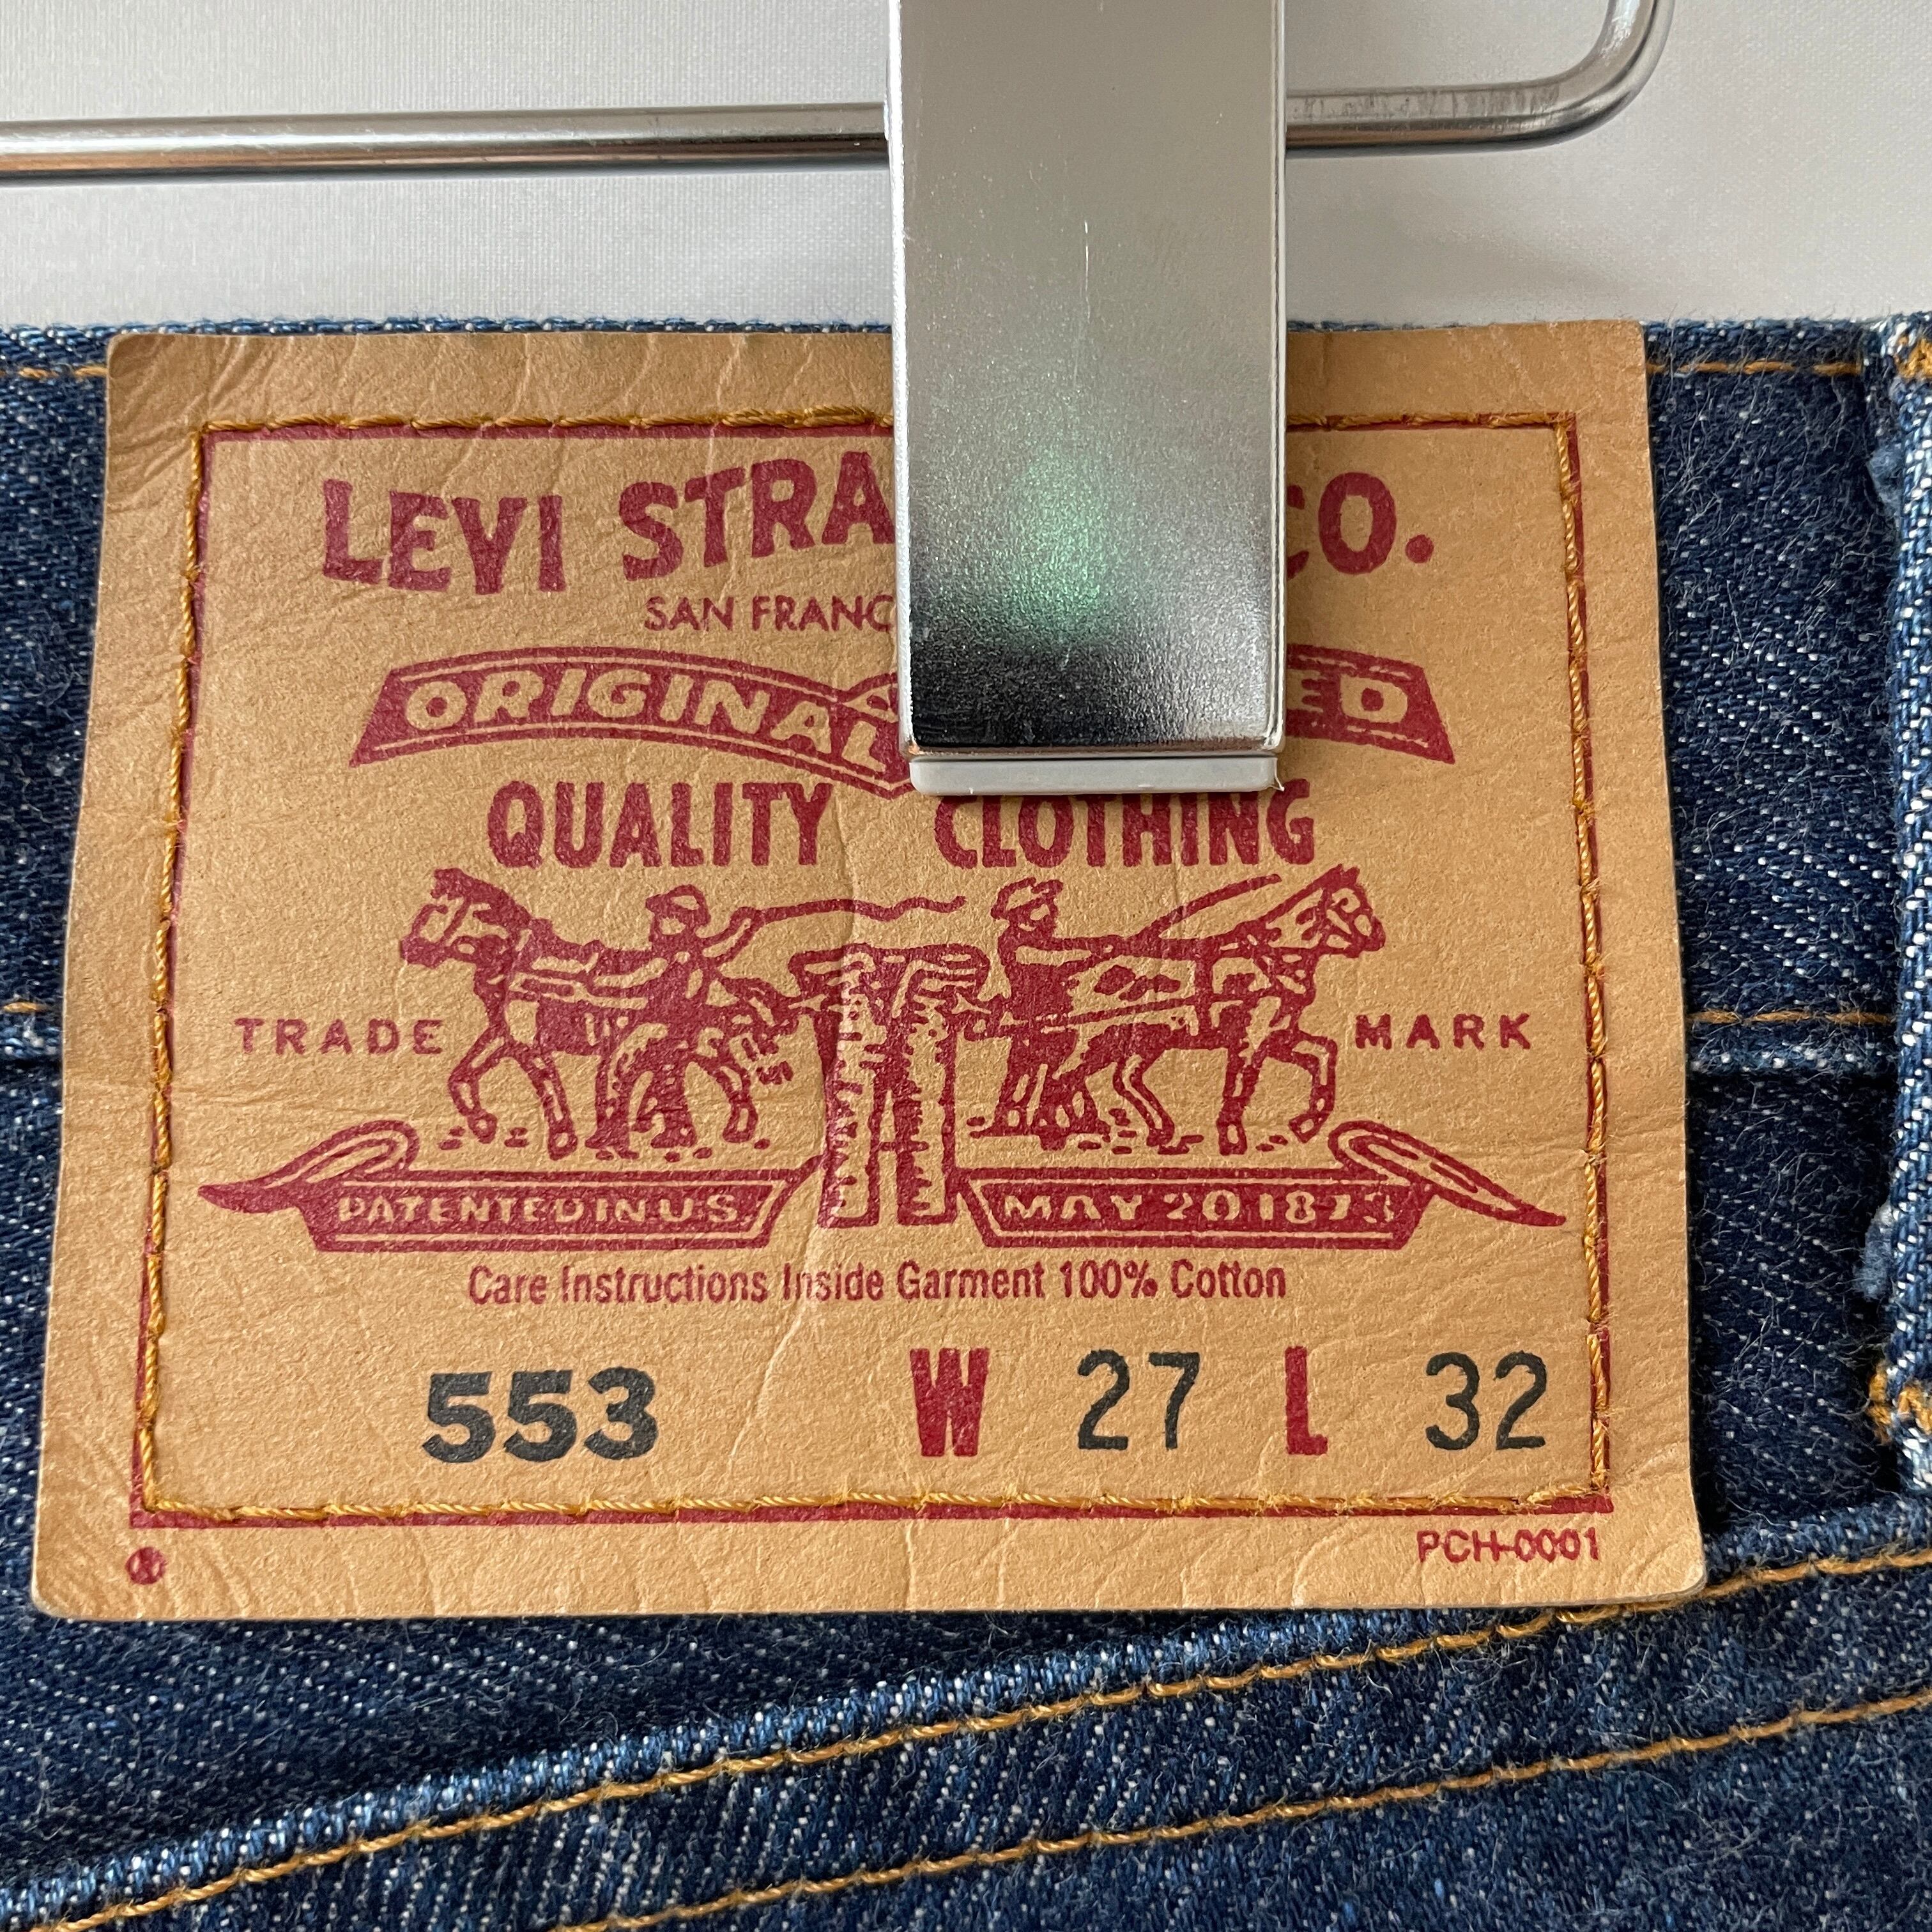 LEVI STRA CO.
SAN FRANC
ORIGINAL ED
QUALITY CLOTHING
TRADE MARK
PATENTED IN U.S. MAY 20 1873
Care Instructions Inside Garment 100% Cotton
553 W 27 L 32
PCH-0001